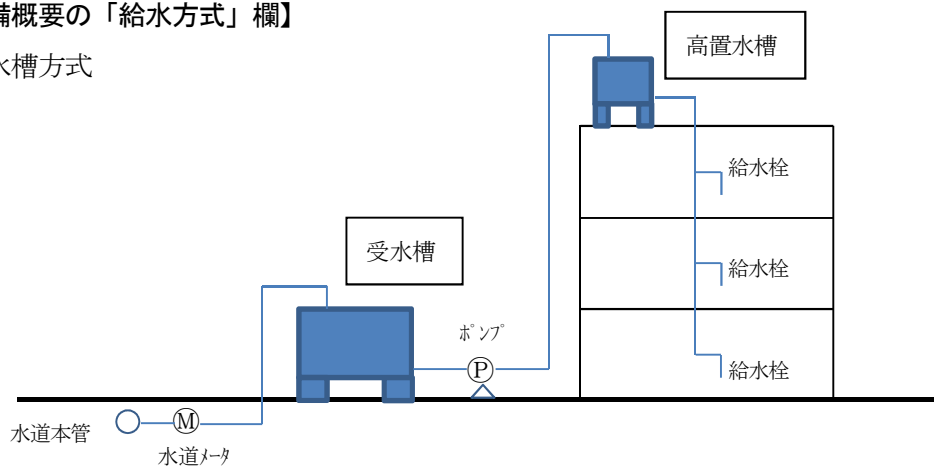 備概要の「給水方式」欄】
水槽方式
高置水槽
給水栓
受水槽
給水栓
ﾎﾟﾝﾌﾟ
P
給水栓
水道本管
M
水道ﾒｰﾀ